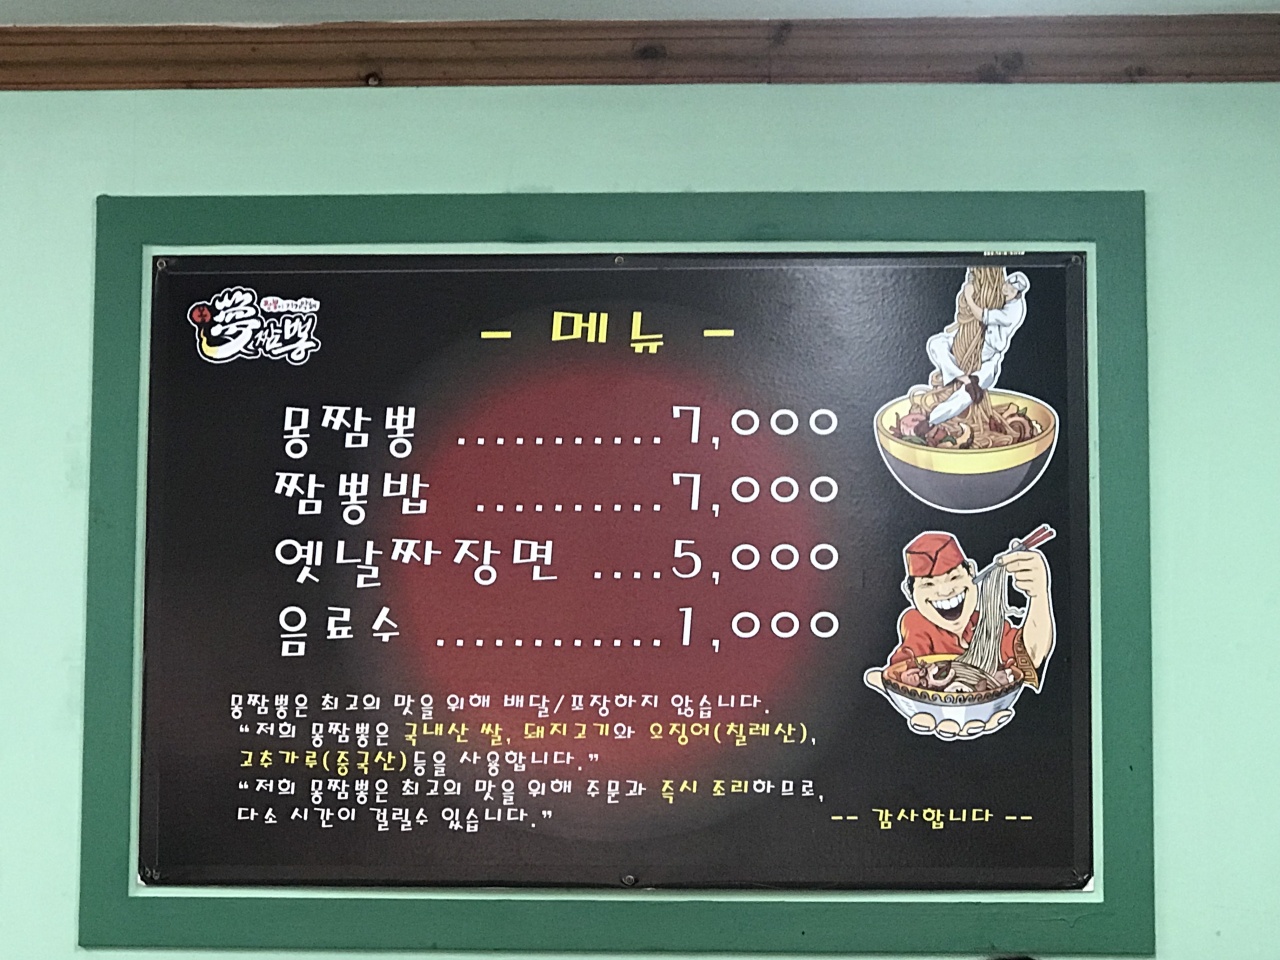 夢짬뽕
- 메뉴 -
몽짬뽕 ............7,000
짬뽕밥 ..........7,000
옛날짜장면 ....5,000
음료수 ............1,000
몽짬뽕은 최고의 맛을 위해 배달/포장하지 않습니다.
“저희 몽짬뽕은 국내산 쌀, 돼지고기와 오징어(칠레산),
고추가루(중국산)등을 사용합니다.”
“저희 몽짬뽕은 최고의 맛을 위해 주문과 즉시 조리하므로,
다소 시간이 걸릴수 있습니다.”
-- 감사합니다 --